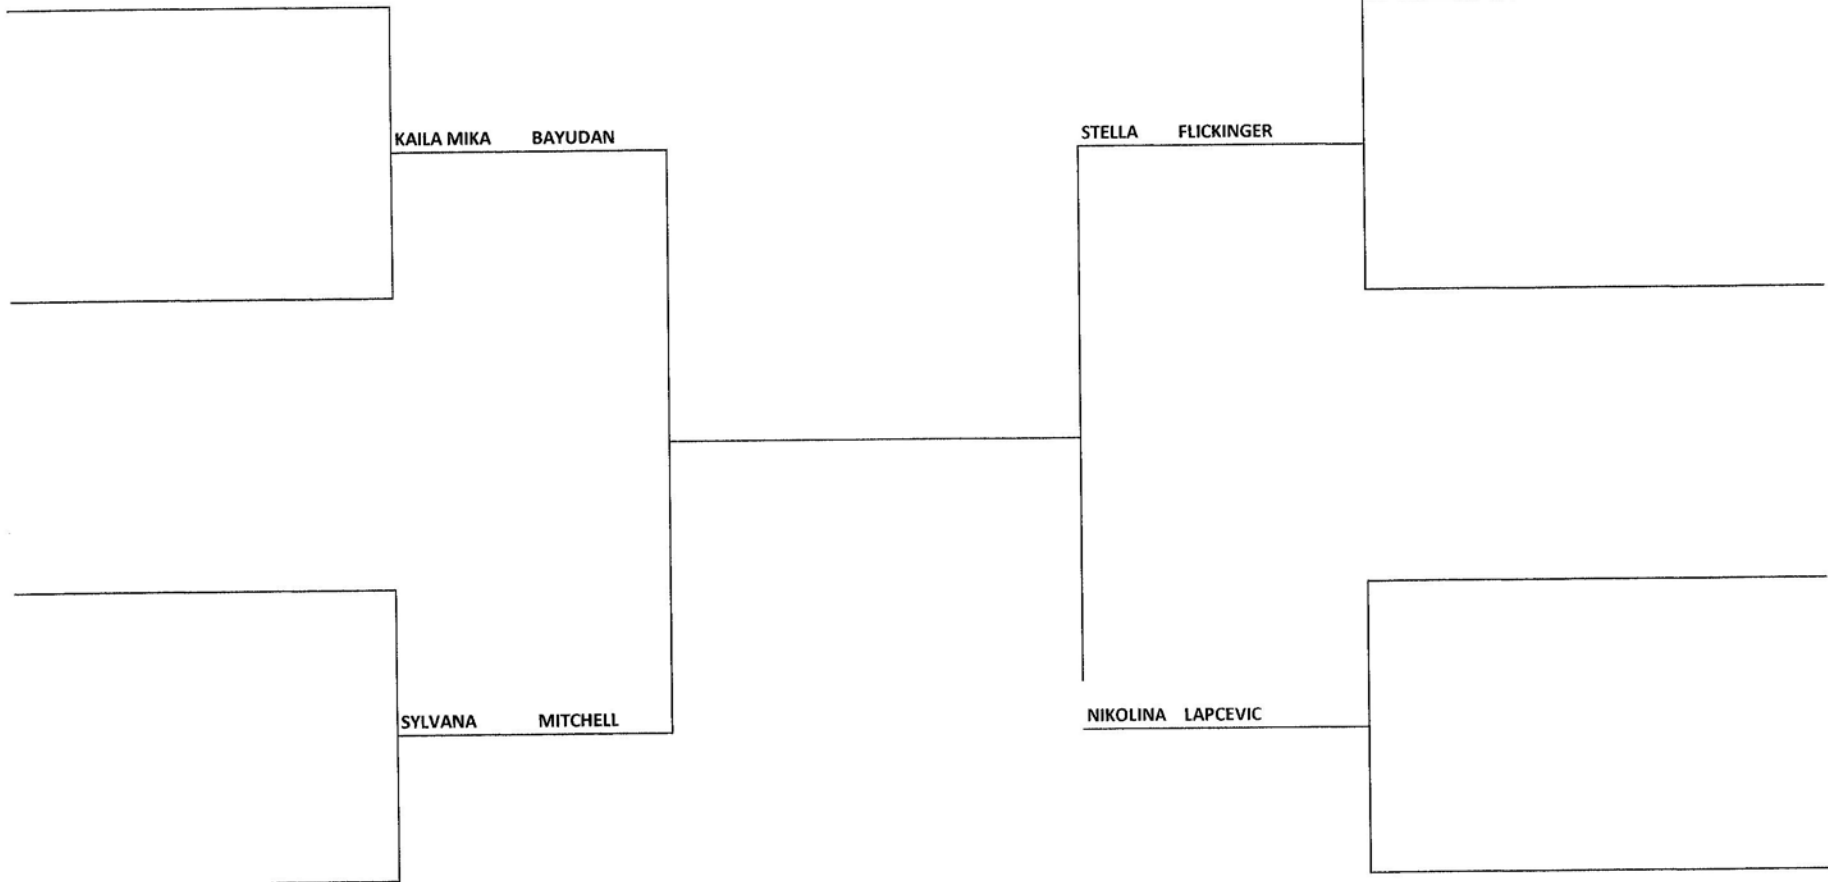 KAILA MIKA BAYUDAN
STELLA FLICKINGER
SYLVANA MITCHELL
NIKOLINA LAPCEVIC